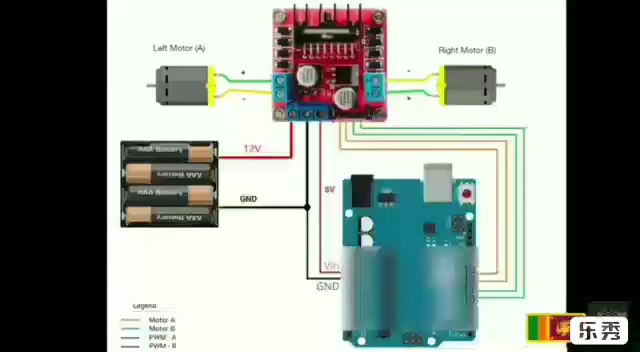 Left Motor (A)
Right Motor (B)
+
-
-
+
12V
AAA Battery
AAA Battery
AAA Battery
AAA Battery
GND
5V
Vin
GND
Legend
Motor A
Motor B
PWM - A
PWM - B
乐秀